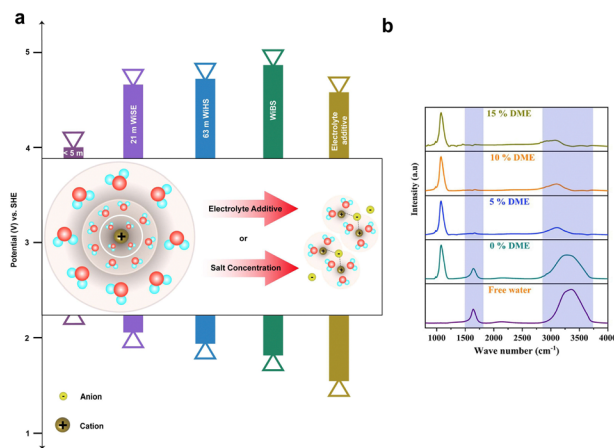 a
b
5
4
3
2
1
Potential (V) vs. SHE
< 5 m
21 m WiSE
63 m WiHS
WiBS
Electrolyte
additive
Electrolyte Additive
or
Salt Concentration
+
Anion
Cation
15 % DME
10 % DME
5 % DME
0 % DME
Free water
Intensity (a.u)
1000 1500 2000 2500 3000 3500 4000
Wave number (cm⁻¹)